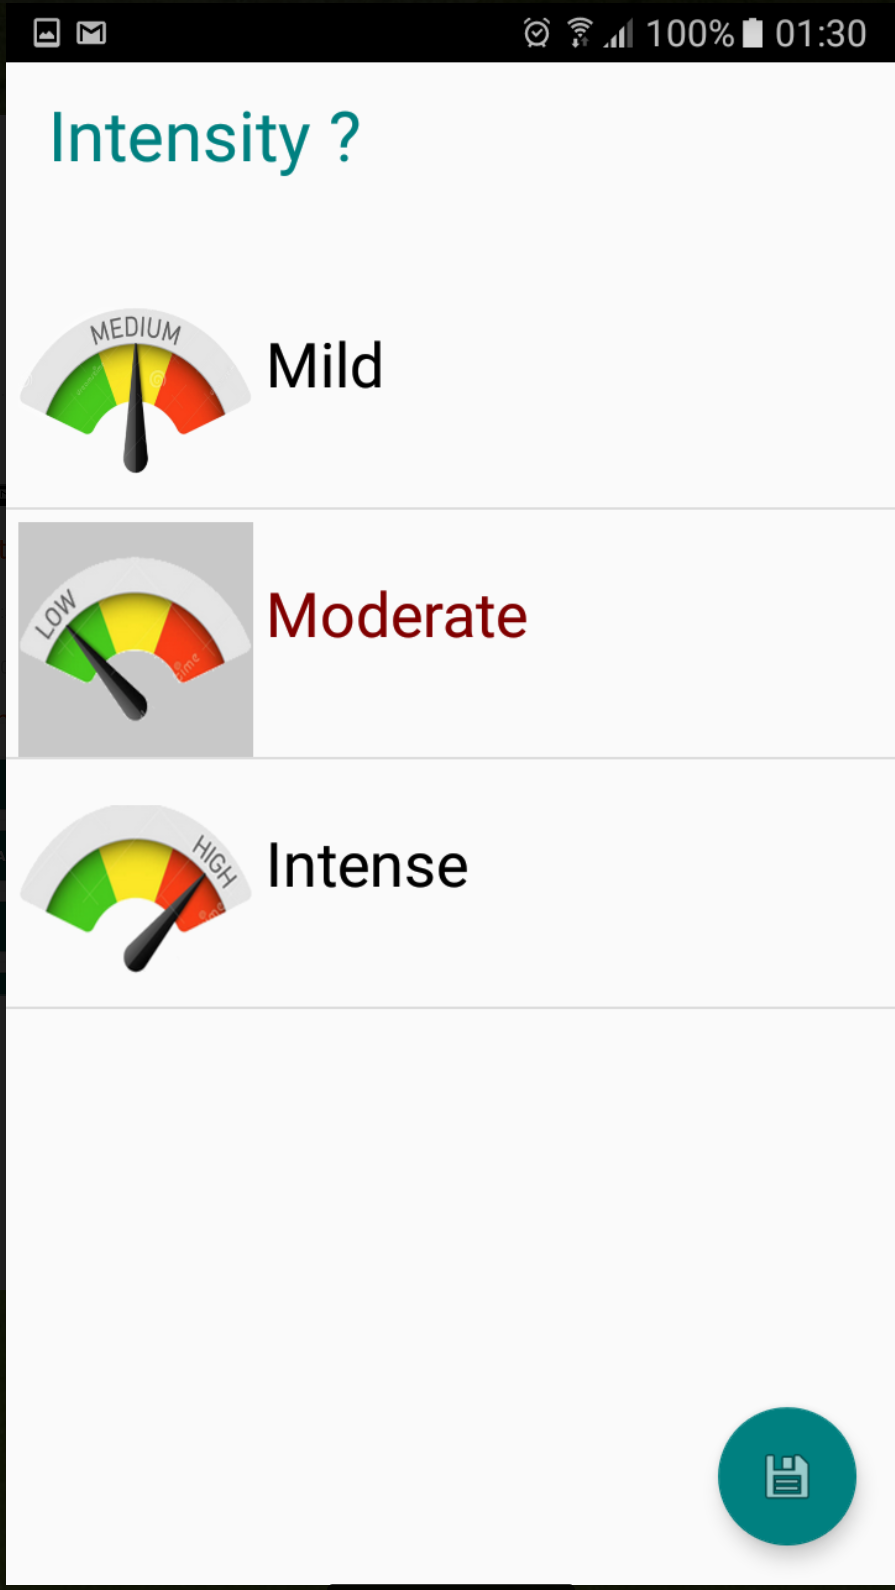 100% 01:30
Intensity ?
MEDIUM
Mild
LOW
Moderate
HIGH
Intense